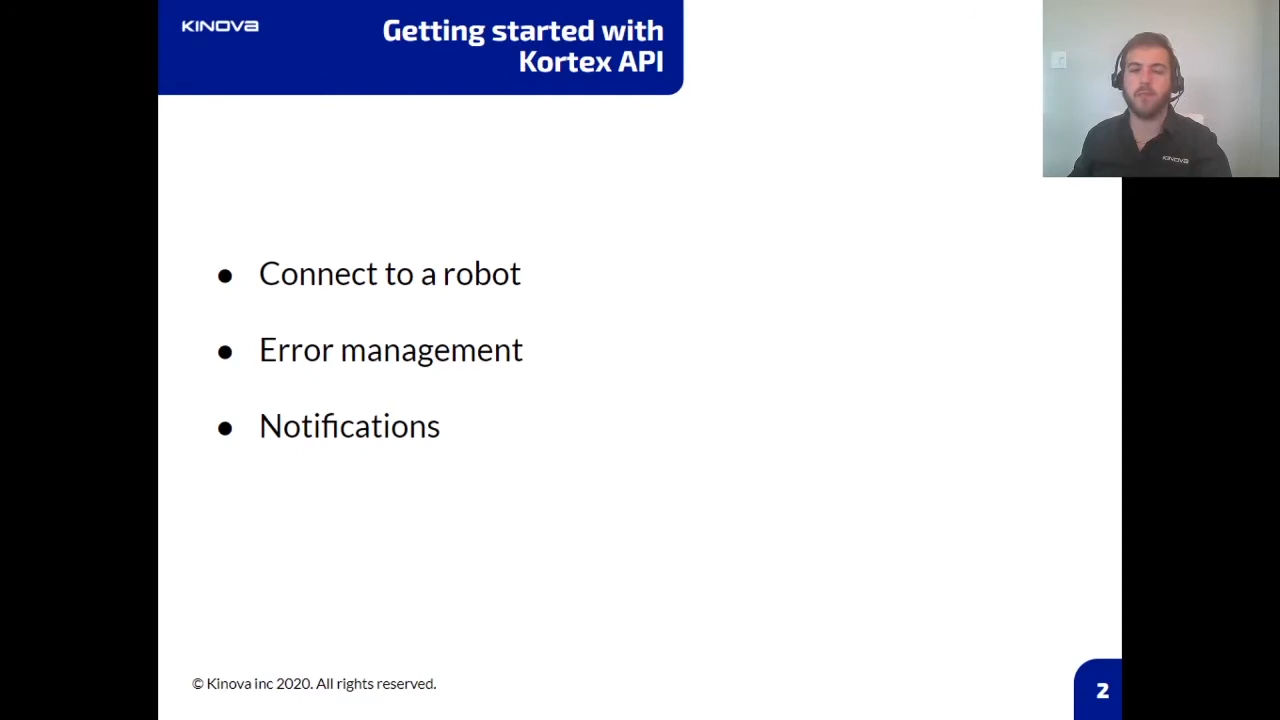 KINOVA
Getting started with
Kortex API
KINOVA
● Connect to a robot
● Error management
● Notifications
© Kinova inc 2020. All rights reserved.
2